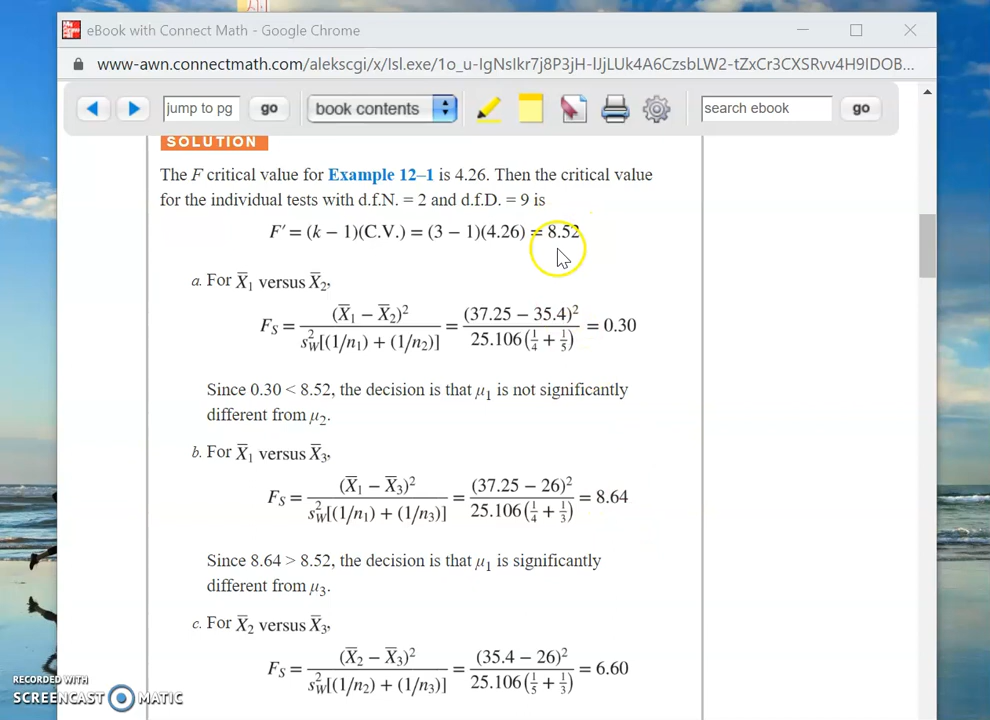 eBook with Connect Math - Google Chrome
www-awn.connectmath.com/alekscgi/x/Isl.exe/1o_u-IgNsIkr7j8P3jH-lJjLUk4A6CzsbLW2-tZxCr3CXSRvv4H9IDOB...
jump to pg go book contents search ebook go
SOLUTION
The F critical value for Example 12–1 is 4.26. Then the critical value
for the individual tests with d.f.N. = 2 and d.f.D. = 9 is
F′ = (k − 1)(C.V.) = (3 − 1)(4.26) = 8.52
a. For X̄₁ versus X̄₂,
F_S = (X̄₁ − X̄₂)² / s²_W[(1/n₁) + (1/n₂)] = (37.25 − 35.4)² / 25.106(1/4 + 1/5) = 0.30
Since 0.30 < 8.52, the decision is that μ₁ is not significantly
different from μ₂.
b. For X̄₁ versus X̄₃,
F_S = (X̄₁ − X̄₃)² / s²_W[(1/n₁) + (1/n₃)] = (37.25 − 26)² / 25.106(1/4 + 1/3) = 8.64
Since 8.64 > 8.52, the decision is that μ₁ is significantly
different from μ₃.
c. For X̄₂ versus X̄₃,
F_S = (X̄₂ − X̄₃)² / s²_W[(1/n₂) + (1/n₃)] = (35.4 − 26)² / 25.106(1/5 + 1/3) = 6.60
RECORDED WITH
SCREENCAST MATIC